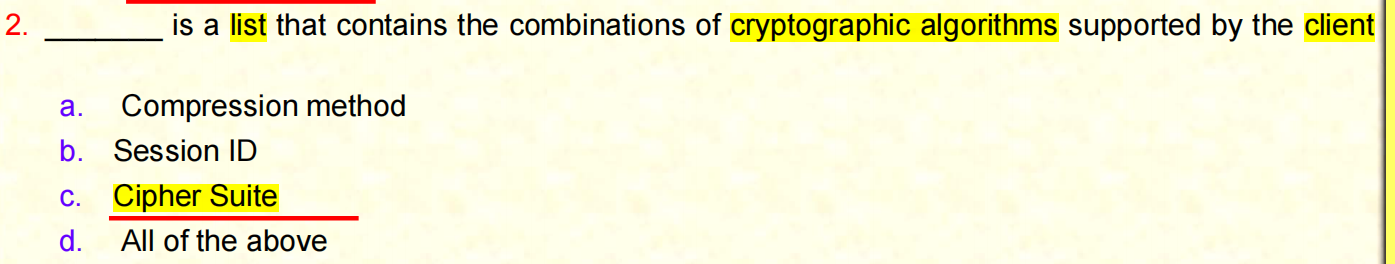 2. _______ is a list that contains the combinations of cryptographic algorithms supported by the client
a. Compression method
b. Session ID
c. Cipher Suite
d. All of the above